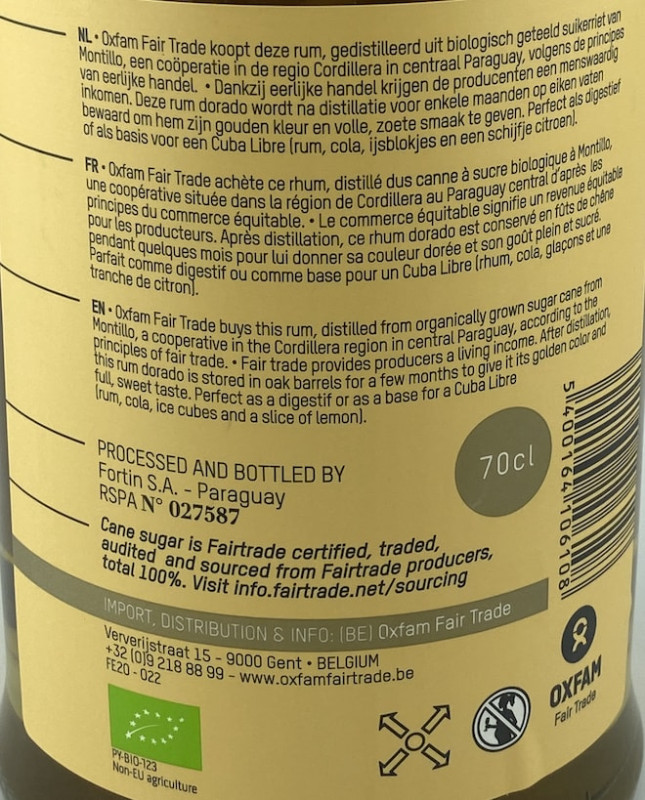 NL • Oxfam Fair Trade koopt deze rum, gedistilleerd uit biologisch geteeld suikerriet van
Montillo, een coöperatie in de regio Cordillera in centraal Paraguay, volgens de principes
van eerlijke handel. • Dankzij eerlijke handel krijgen de producenten een menswaardig
inkomen. Deze rum dorado wordt na distillatie voor enkele maanden op eiken vaten
bewaard om hem zijn gouden kleur en volle, zoete smaak te geven. Perfect als digestief
of als basis voor een Cuba Libre (rum, cola, ijsblokjes en een schijfje citroen).
FR • Oxfam Fair Trade achète ce rhum, distillé dus canne à sucre biologique à Montillo,
une coopérative située dans la région de Cordillera au Paraguay central d'après les
principes du commerce équitable. • Le commerce équitable signifie un revenue équitable
pour les producteurs. Après distillation, ce rhum dorado est conservé en fûts de chêne
pendant quelques mois pour lui donner sa couleur dorée et son goût plein et sucré.
Parfait comme digestif ou comme base pour un Cuba Libre (rhum, cola, glaçons et une
tranche de citron).
EN • Oxfam Fair Trade buys this rum, distilled from organically grown sugar cane from
Montillo, a cooperative in the Cordillera region in central Paraguay, according to the
principles of fair trade. • Fair trade provides producers a living income. After distillation,
this rum dorado is stored in oak barrels for a few months to give it its golden color and
full, sweet taste. Perfect as a digestif or as a base for a Cuba Libre
(rum, cola, ice cubes and a slice of lemon).
PROCESSED AND BOTTLED BY
Fortin S.A. - Paraguay
RSPA N° 027587
70cl
5 400164 106108
Cane sugar is Fairtrade certified, traded,
audited and sourced from Fairtrade producers,
total 100%. Visit info.fairtrade.net/sourcing
IMPORT, DISTRIBUTION & INFO: (BE) Oxfam Fair Trade
Ververijstraat 15 - 9000 Gent • BELGIUM
+32 (0)9 218 88 99 - www.oxfamfairtrade.be
FE20 - 022
PY-BIO-123
Non-EU agriculture
OXFAM
Fair Trade